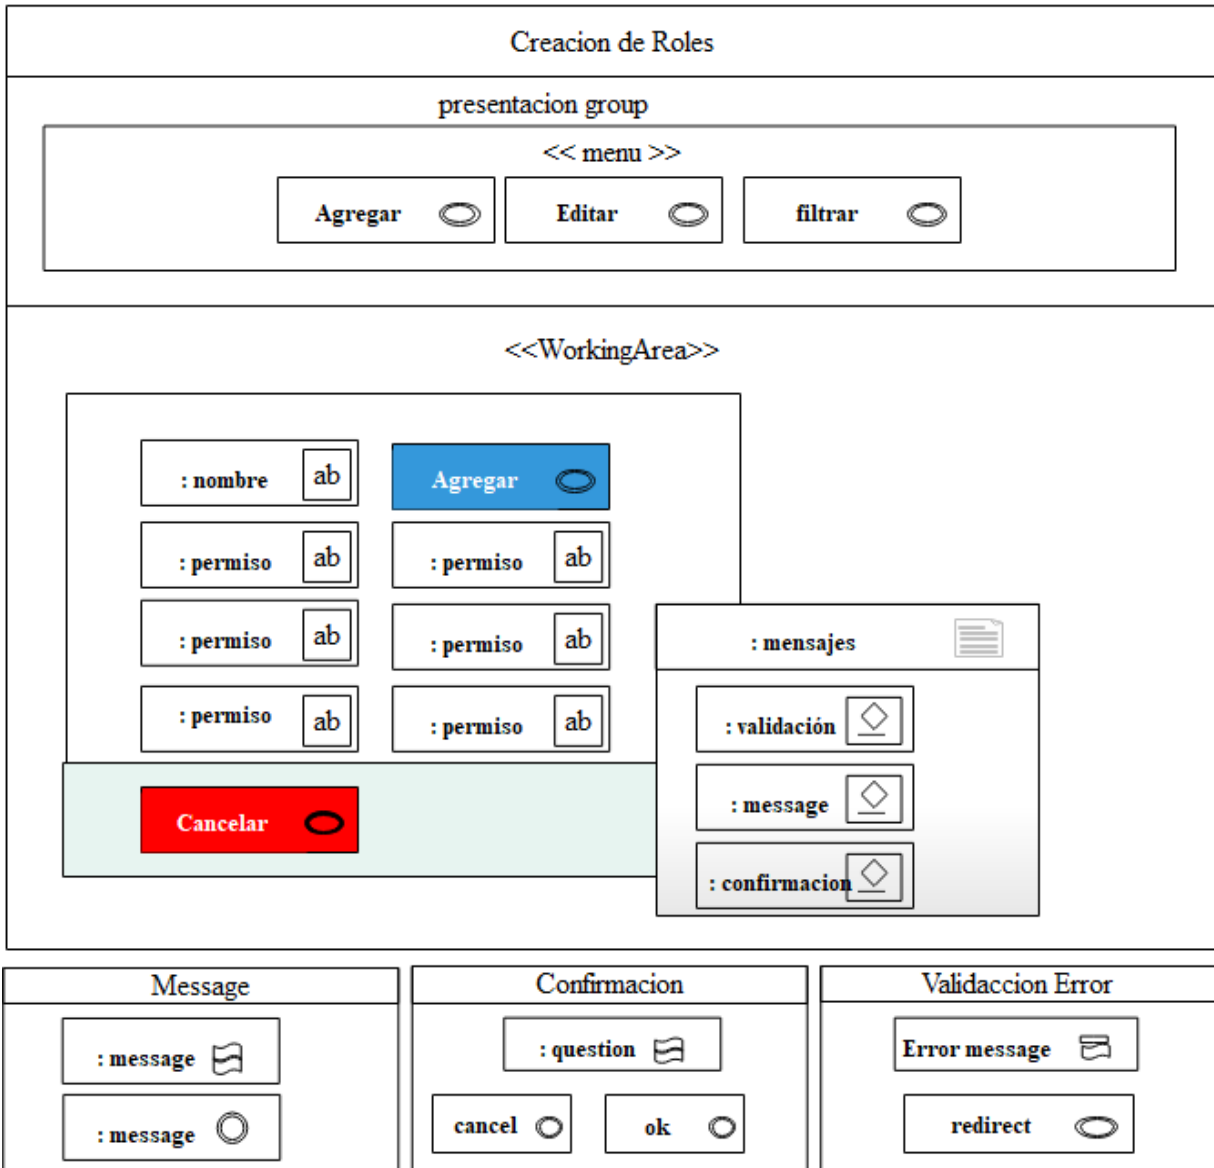 Creacion de Roles
presentacion group
<< menu >>
Agregar Editar filtrar
<<WorkingArea>>
: nombre ab Agregar
: permiso ab : permiso ab
: permiso ab : permiso ab
: mensajes
: permiso ab : permiso ab
: validación
: message
Cancelar
: confirmacion
Message Confirmacion Validaccion Error
: message : question Error message
: message cancel ok redirect